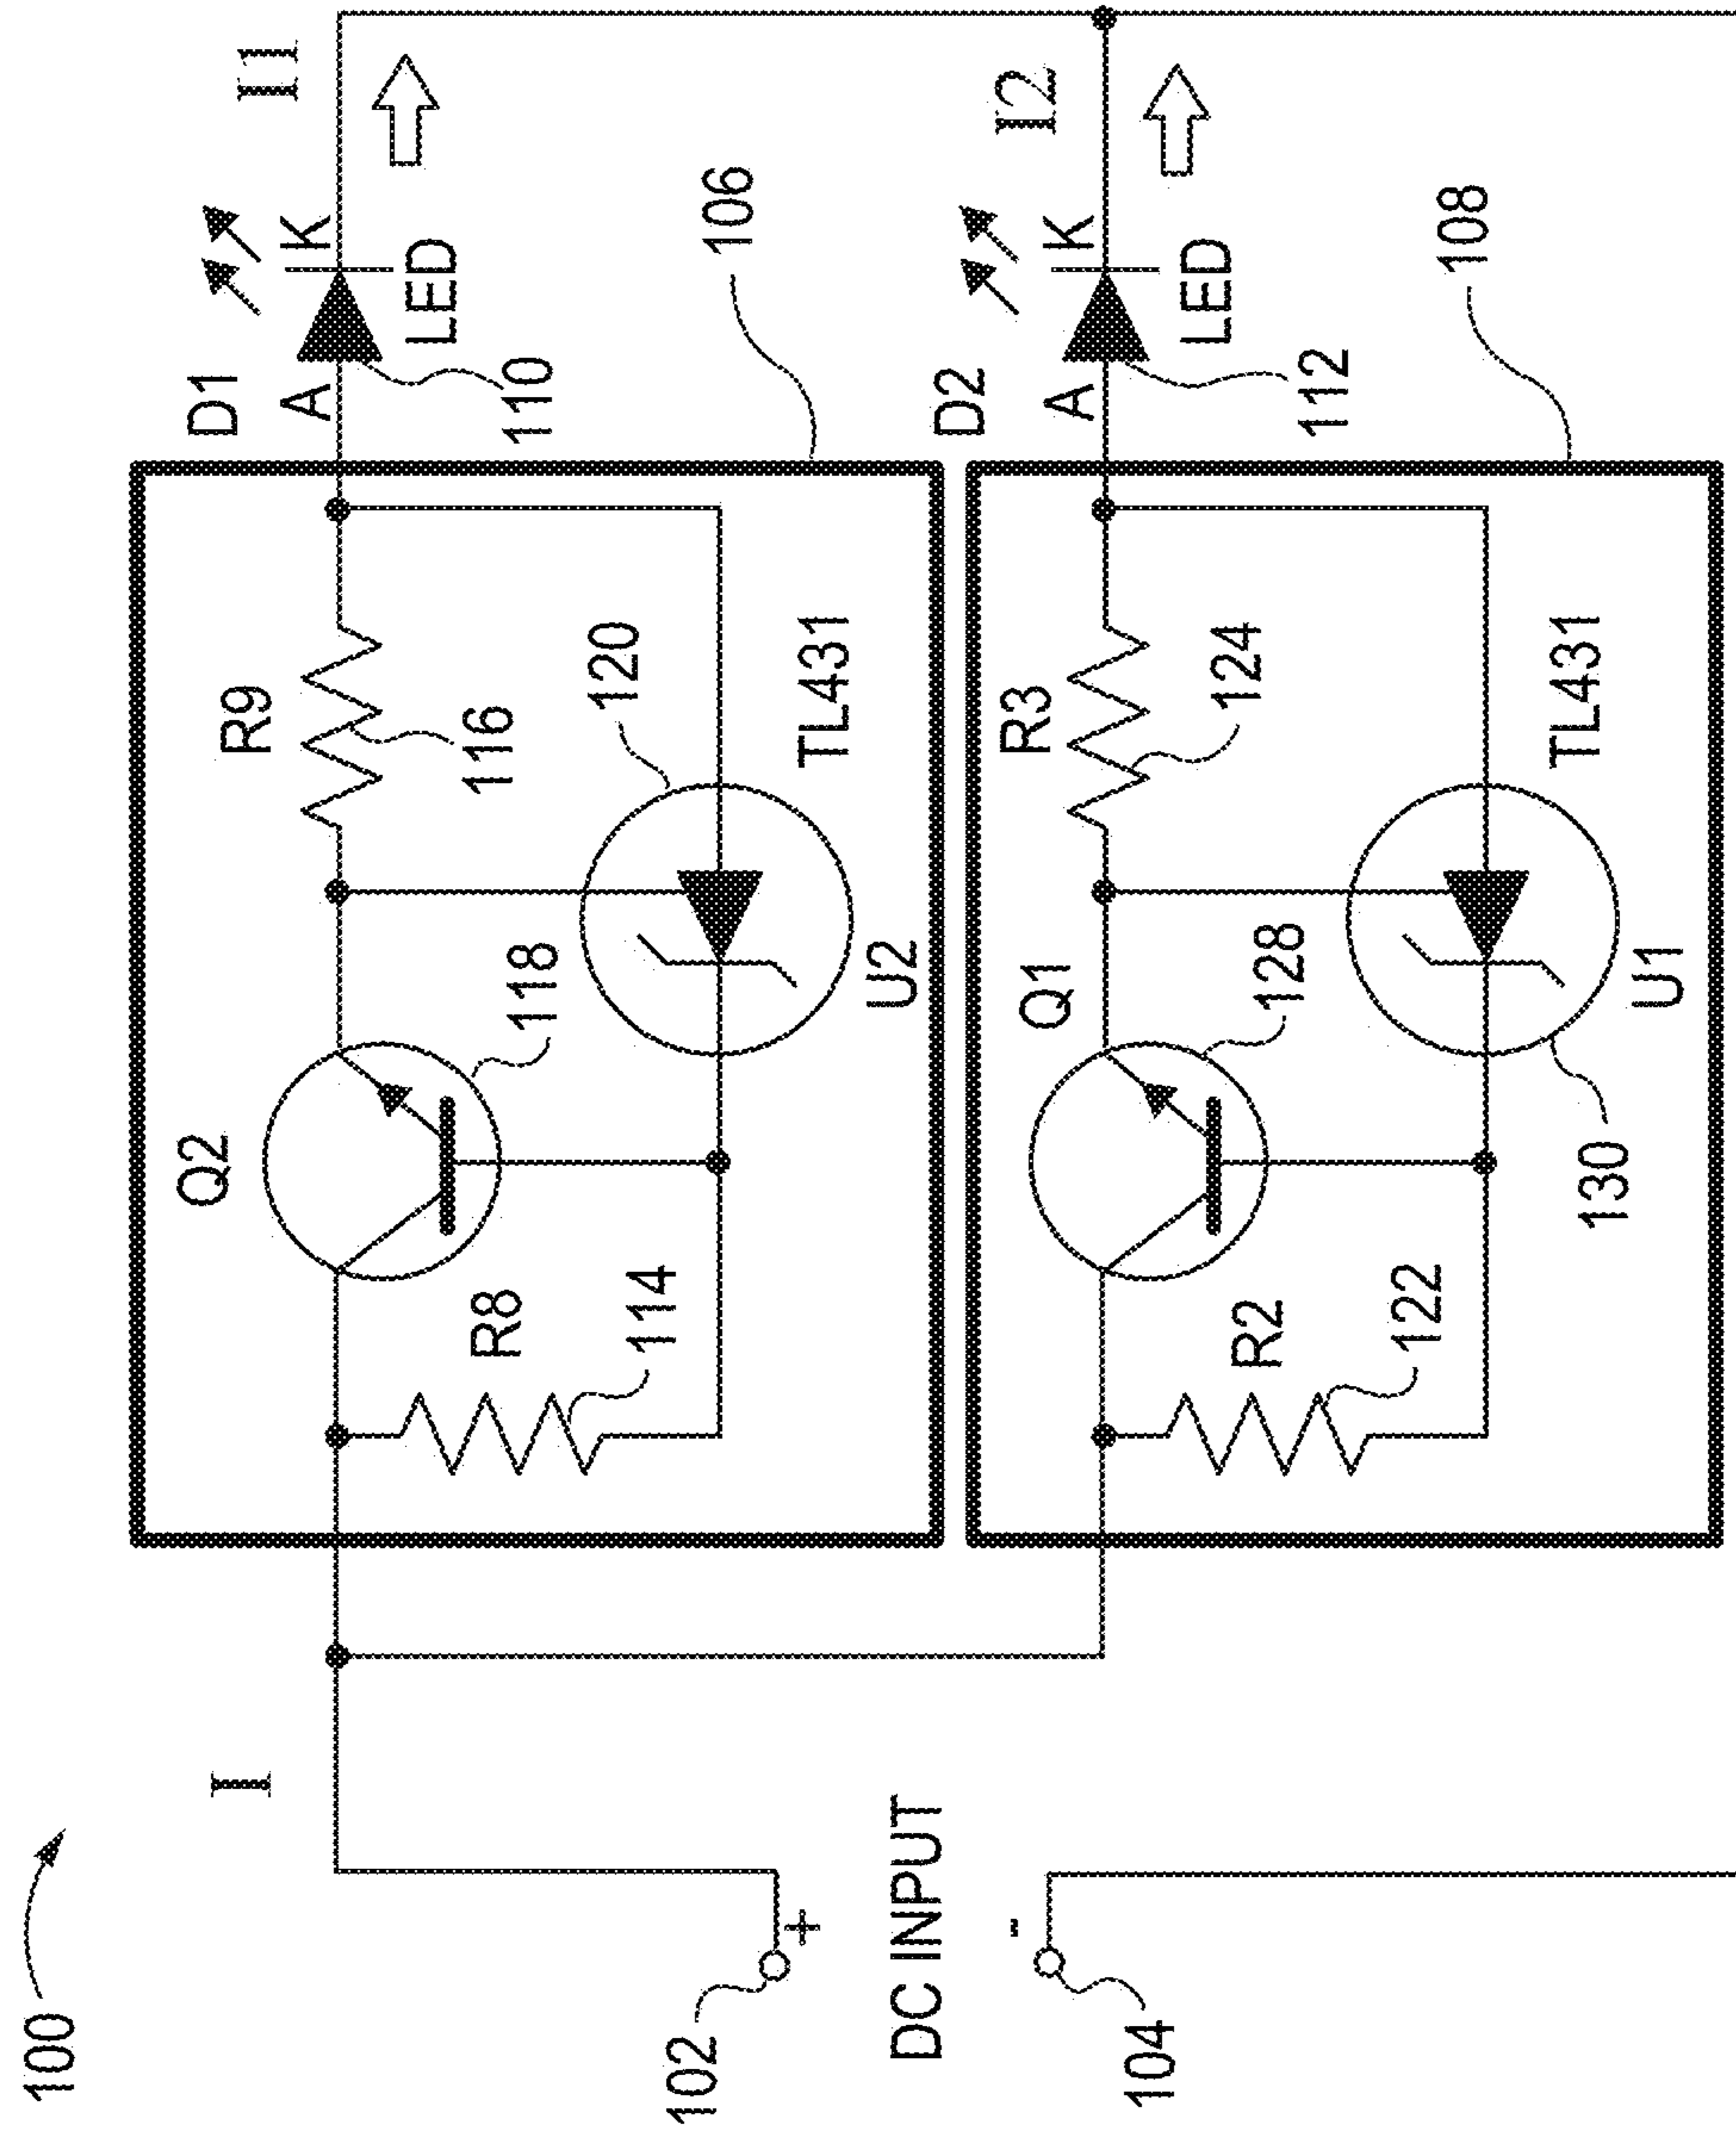 100
I
102
+
DC INPUT
-
104
Q2
R8
114
118
R9
116
120
TL431
U2
D1
A
K
LED
110
I1
106
Q1
R2
122
128
R3
124
TL431
U1
130
D2
A
K
LED
112
I2
108